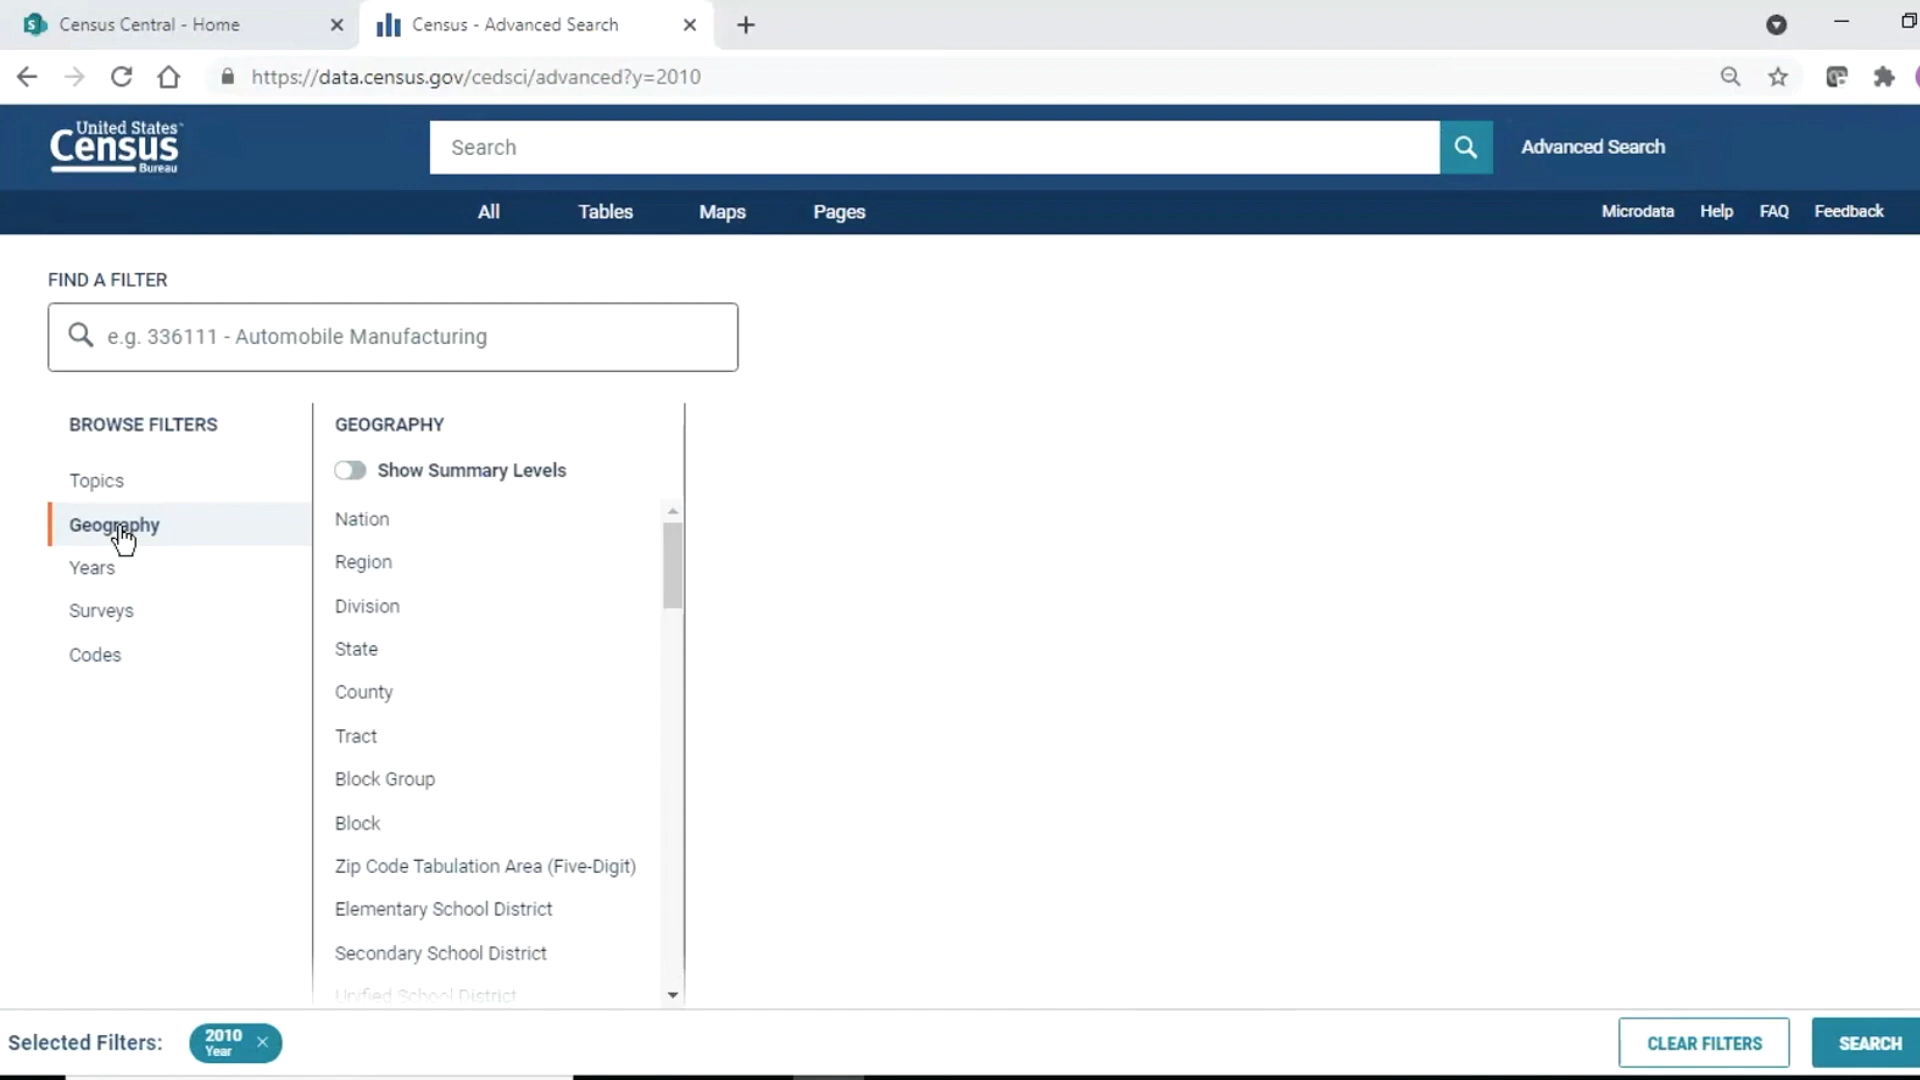 Census Central - Home
Census - Advanced Search
https://data.census.gov/cedsci/advanced?y=2010
United States
Census
Bureau
Search
Advanced Search
All Tables Maps Pages
Microdata Help FAQ Feedback
FIND A FILTER
e.g. 336111 - Automobile Manufacturing
BROWSE FILTERS
Topics
Geography
Years
Surveys
Codes
GEOGRAPHY
Show Summary Levels
Nation
Region
Division
State
County
Tract
Block Group
Block
Zip Code Tabulation Area (Five-Digit)
Elementary School District
Secondary School District
Unified School District
Selected Filters:
2010
Year
CLEAR FILTERS
SEARCH